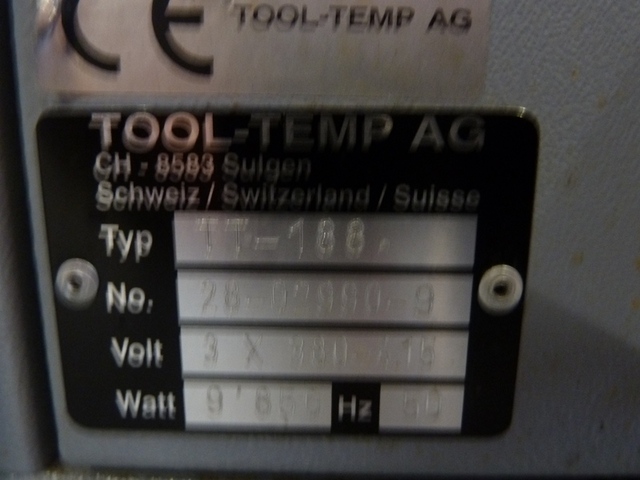 CE TOOL-TEMP AG
TOOL-TEMP AG
CH - 8583 Sulgen
Schweiz / Switzerland / Suisse
Typ TT-188
No.
Volt 3 X 380
Watt Hz 50